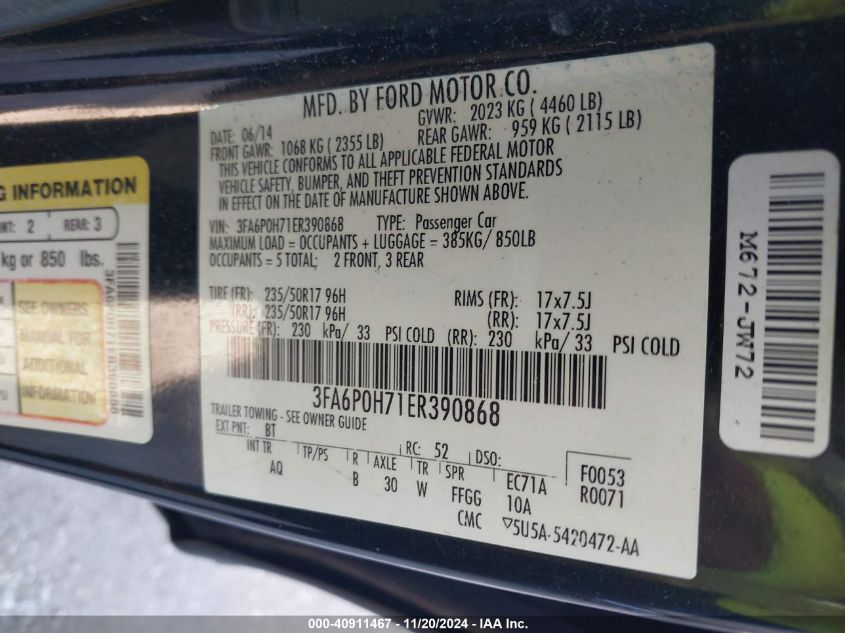 MFD. BY FORD MOTOR CO.
DATE: 06/14 GVWR: 2023 KG ( 4460 LB)
FRONT GAWR: 1068 KG ( 2355 LB) REAR GAWR: 959 KG ( 2115 LB)
THIS VEHICLE CONFORMS TO ALL APPLICABLE FEDERAL MOTOR
VEHICLE SAFETY, BUMPER, AND THEFT PREVENTION STANDARDS
IN EFFECT ON THE DATE OF MANUFACTURE SHOWN ABOVE.
VIN: 3FA6P0H71ER390868 TYPE: Passenger Car
MAXIMUM LOAD = OCCUPANTS + LUGGAGE = 385KG/ 850LB
OCCUPANTS = 5 TOTAL; 2 FRONT, 3 REAR
TIRE (FR): 235/50R17 96H RIMS (FR): 17x7.5J
(RR): 235/50R17 96H (RR): 17x7.5J
PRESSURE (FR): 230 kPa/ 33 PSI COLD (RR): 230 kPa/ 33 PSI COLD
3FA6P0H71ER390868
TRAILER TOWING - SEE OWNER GUIDE
EXT PNT: BT RC: 52 DSO:
INT TR TP/PS R AXLE TR SPR EC71A F0053
AQ B 30 W FFGG 10A R0071
CMC 5U5A-5420472-AA
G INFORMATION
NT: 2 REAR: 3
kg or 850 lbs.
SEE OWNERS
MANUAL FOR
ADDITIONAL
INFORMATION
3FA6P0H71ER390868
M672-JW72
000-40911467 - 11/20/2024 - IAA Inc.